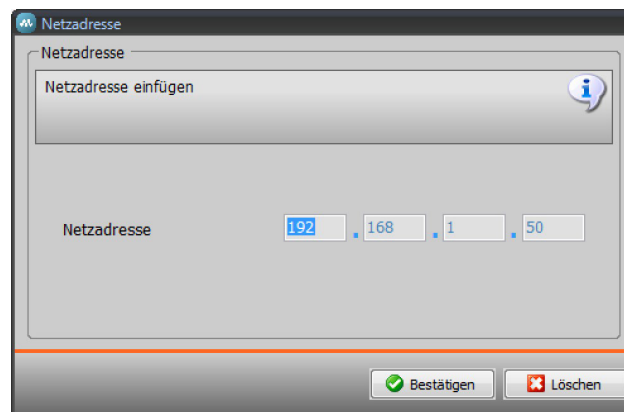 Netzadresse
Netzadresse
Netzadresse einfügen
Netzadresse 192 . 168 . 1 . 50
Bestätigen Löschen